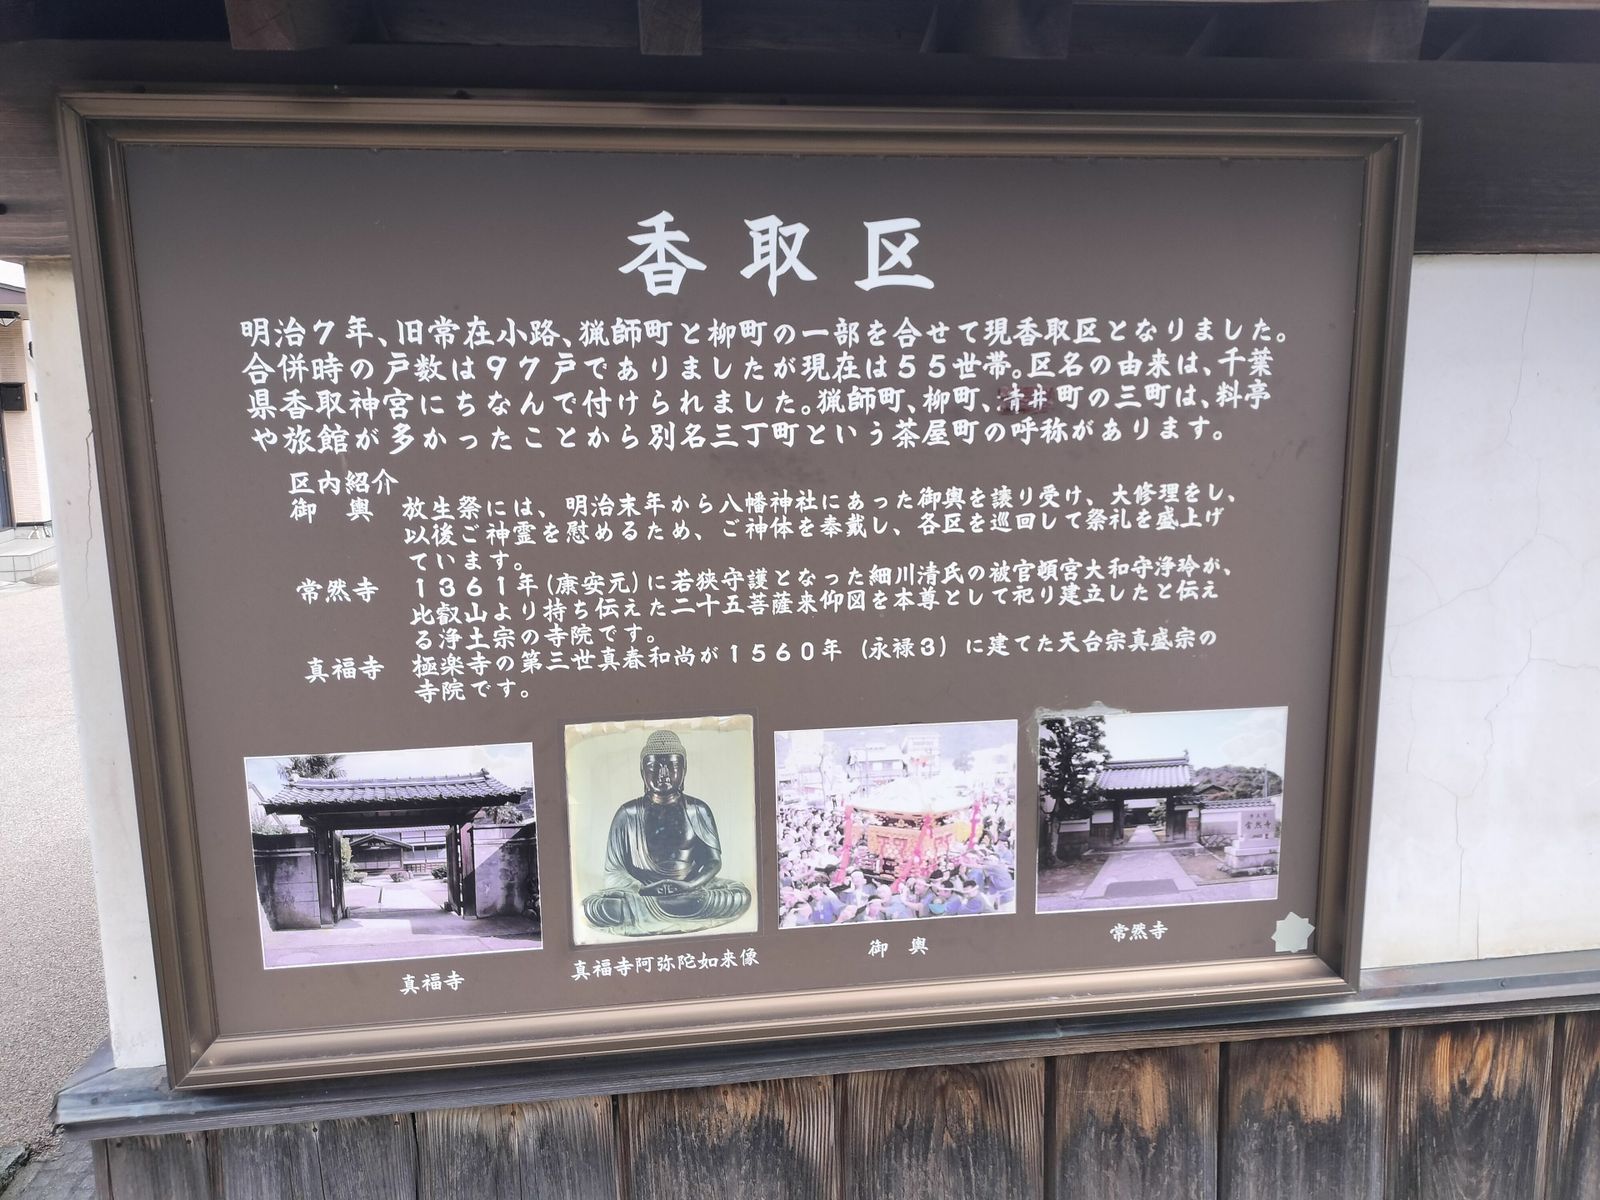 香取区
明治7年、旧常在小路、猟師町と柳町の一部を合せて現香取区となりました。
合併時の戸数は97戸でありましたが現在は55世帯。区名の由来は、千葉
県香取神宮にちなんで付けられました。猟師町、柳町、青井町の三町は、料亭
や旅館が多かったことから別名三丁町という茶屋町の呼称があります。
区内紹介
御輿 放生祭には、明治末年から八幡神社にあった御輿を譲り受け、大修理をし、
以後ご神霊を慰めるため、ご神体を奉戴し、各区を巡回して祭礼を盛上げ
ています。
常然寺 1361年(康安元)に若狭守護となった細川清氏の被官頓宮大和守浄玲が、
比叡山より持ち伝えた二十五菩薩来仰図を本尊として祀り建立したと伝え
る浄土宗の寺院です。
真福寺 極楽寺の第三世真春和尚が1560年(永禄3)に建てた天台宗真盛宗の
寺院です。
真福寺
真福寺阿弥陀如来像
御輿
常然寺
常然寺